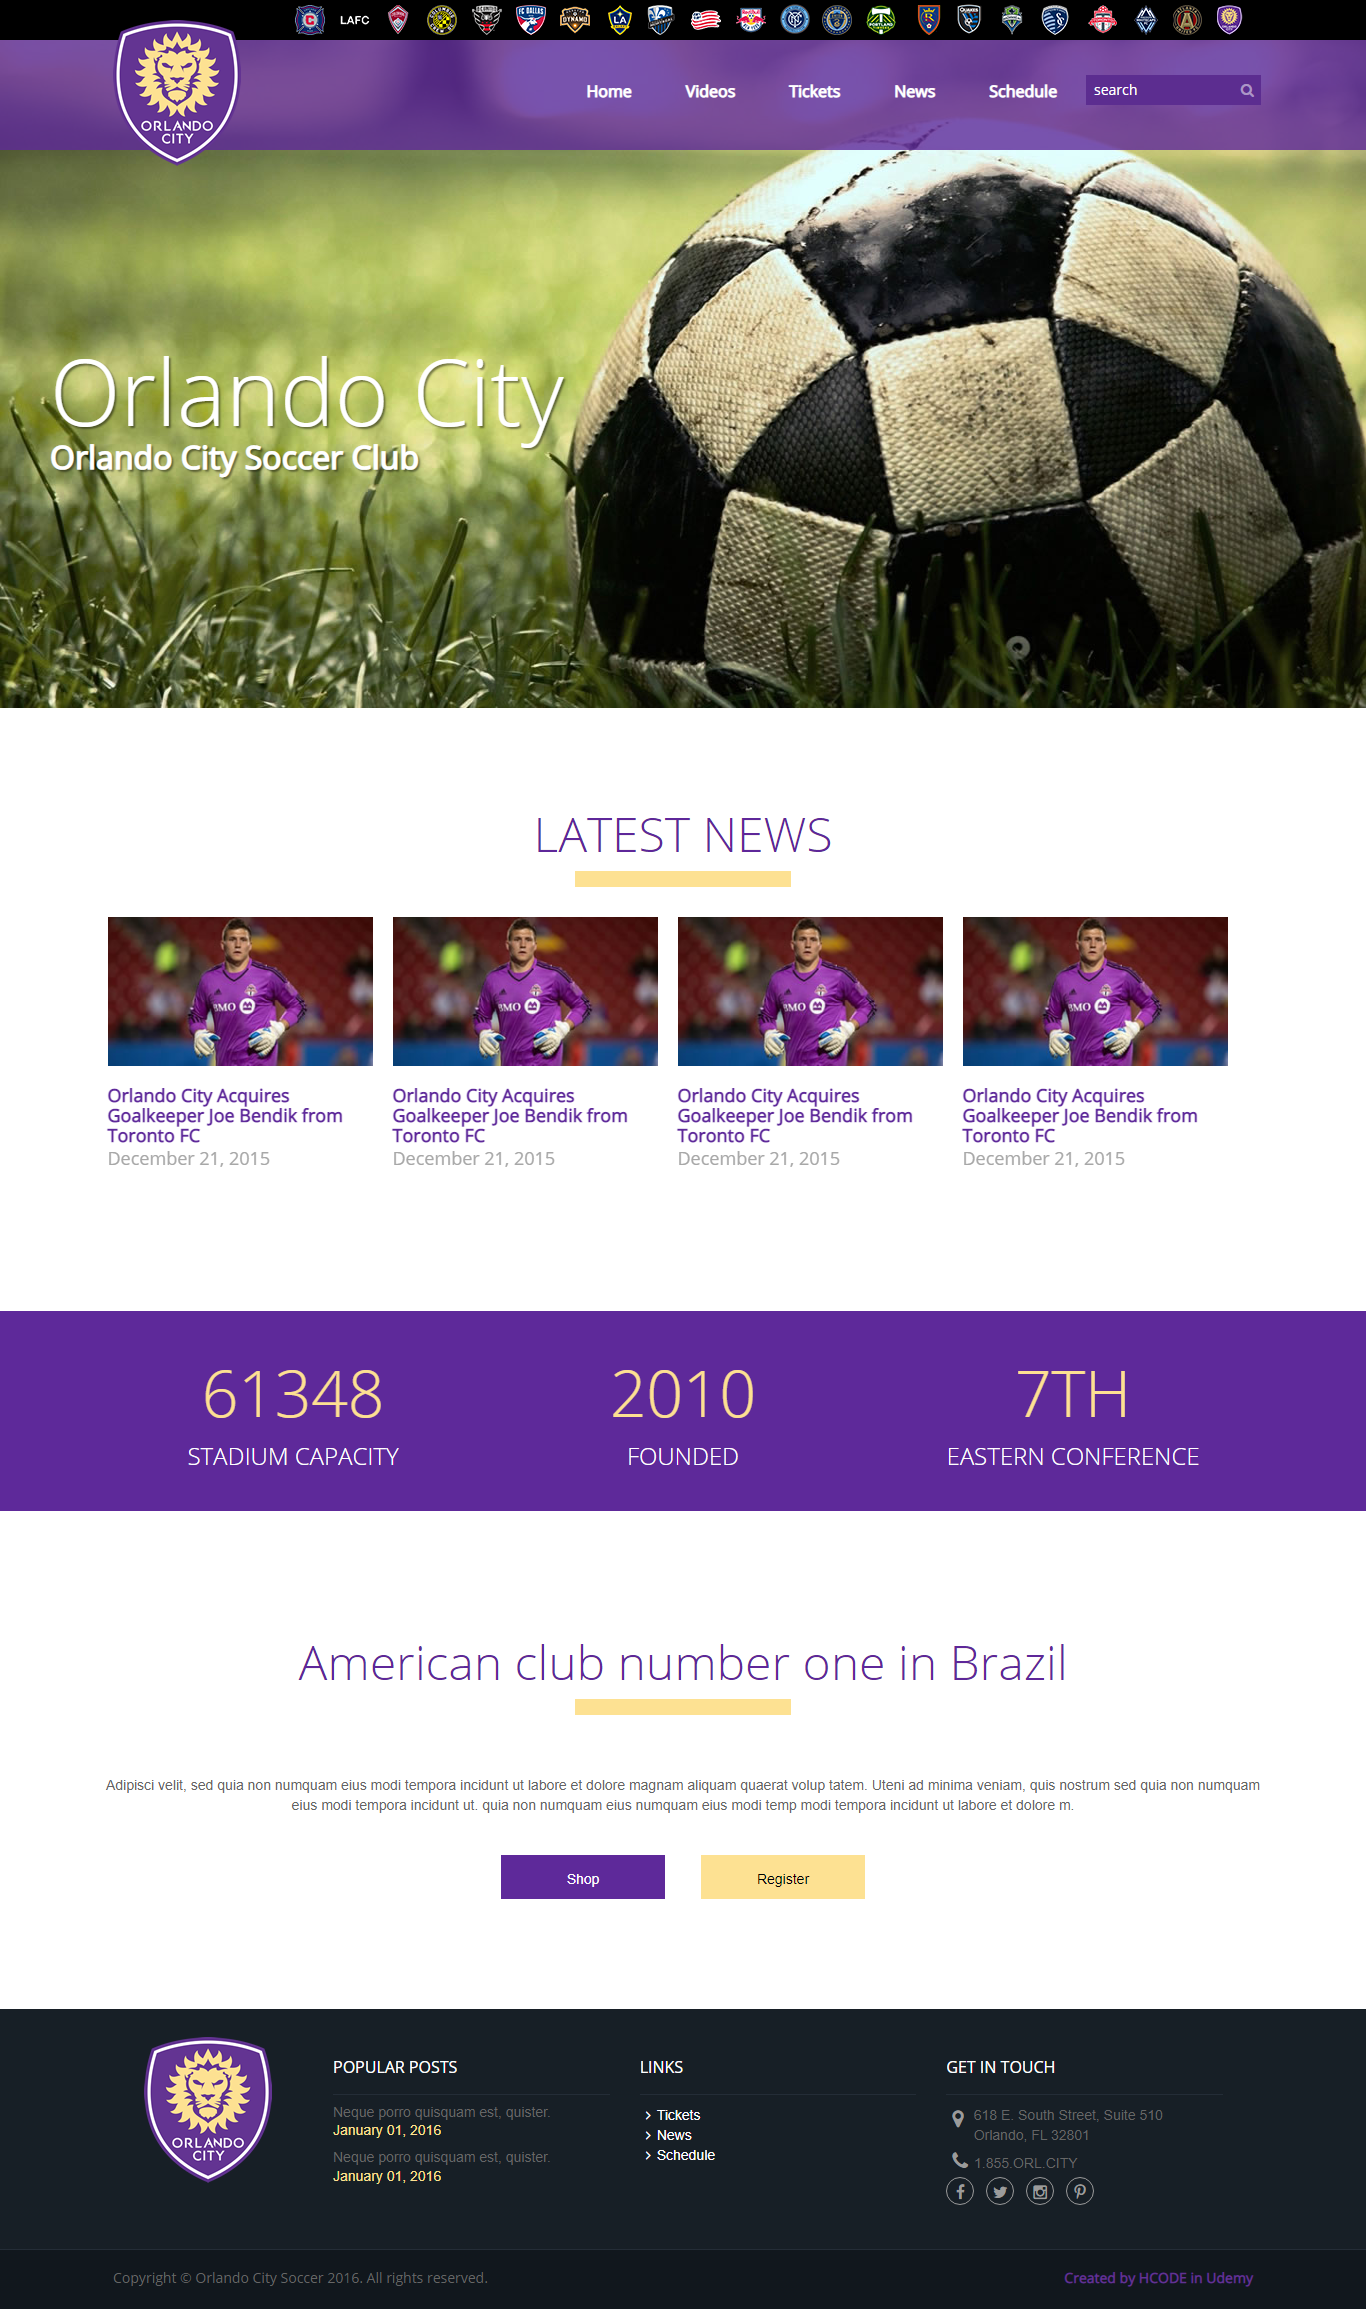 LAFC
FC DALLAS
DYNAMO
LA
ORLANDO
CITY
Home
Videos
Tickets
News
Schedule
search
Orlando City
Orlando City Soccer Club
LATEST NEWS
BMO
BMO
BMO
BMO
Orlando City Acquires
Goalkeeper Joe Bendik from
Toronto FC
December 21, 2015
Orlando City Acquires
Goalkeeper Joe Bendik from
Toronto FC
December 21, 2015
Orlando City Acquires
Goalkeeper Joe Bendik from
Toronto FC
December 21, 2015
Orlando City Acquires
Goalkeeper Joe Bendik from
Toronto FC
December 21, 2015
61348
STADIUM CAPACITY
2010
FOUNDED
7TH
EASTERN CONFERENCE
American club number one in Brazil
Adipisci velit, sed quia non numquam eius modi tempora incidunt ut labore et dolore magnam aliquam quaerat volup tatem. Uteni ad minima veniam, quis nostrum sed quia non numquam
eius modi tempora incidunt ut. quia non numquam eius numquam eius modi temp modi tempora incidunt ut labore et dolore m.
Shop
Register
ORLANDO
CITY
POPULAR POSTS
Neque porro quisquam est, quister.
January 01, 2016
Neque porro quisquam est, quister.
January 01, 2016
LINKS
Tickets
News
Schedule
GET IN TOUCH
618 E. South Street, Suite 510
Orlando, FL 32801
1.855.ORL.CITY
Copyright © Orlando City Soccer 2016. All rights reserved.
Created by HCODE in Udemy